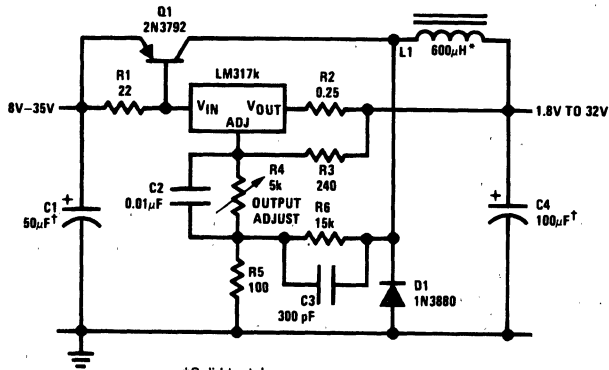 Q1
2N3792
L1
600μH*
R1
22
LM317k
VIN
VOUT
ADJ
R2
0.25
8V–35V
1.8V TO 32V
R4
5k
OUTPUT
ADJUST
R3
240
C2
0.01μF
C1
50μF†
+
R6
15k
+
C4
100μF†
R5
100
C3
300 pF
D1
1N3880